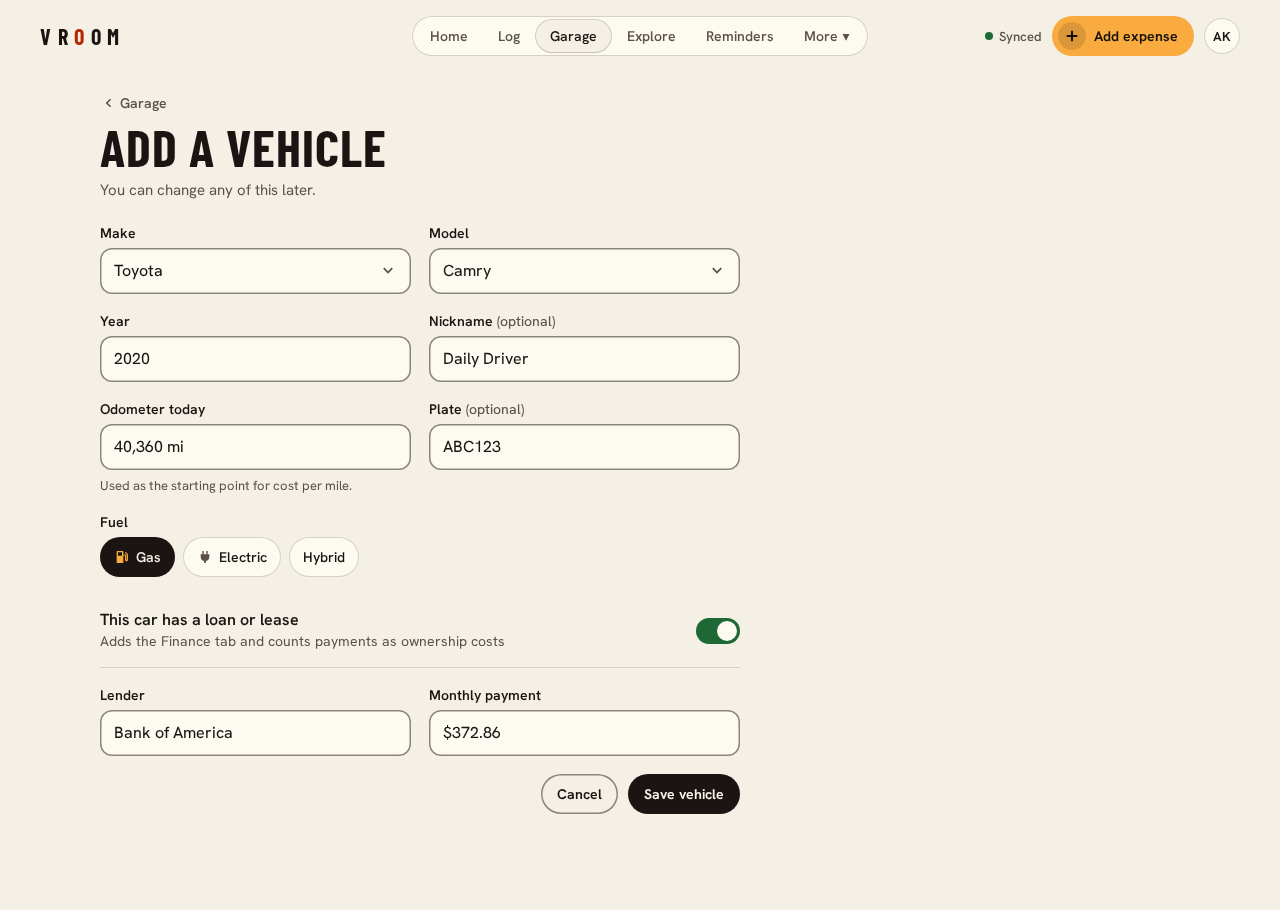 VROOM
Home Log Garage Explore Reminders More ▾
Synced
+ Add expense
AK
Garage
ADD A VEHICLE
You can change any of this later.
Make Model
Toyota Camry
Year Nickname (optional)
2020 Daily Driver
Odometer today Plate (optional)
40,360 mi ABC123
Used as the starting point for cost per mile.
Fuel
Gas Electric Hybrid
This car has a loan or lease
Adds the Finance tab and counts payments as ownership costs
Lender Monthly payment
Bank of America $372.86
Cancel Save vehicle